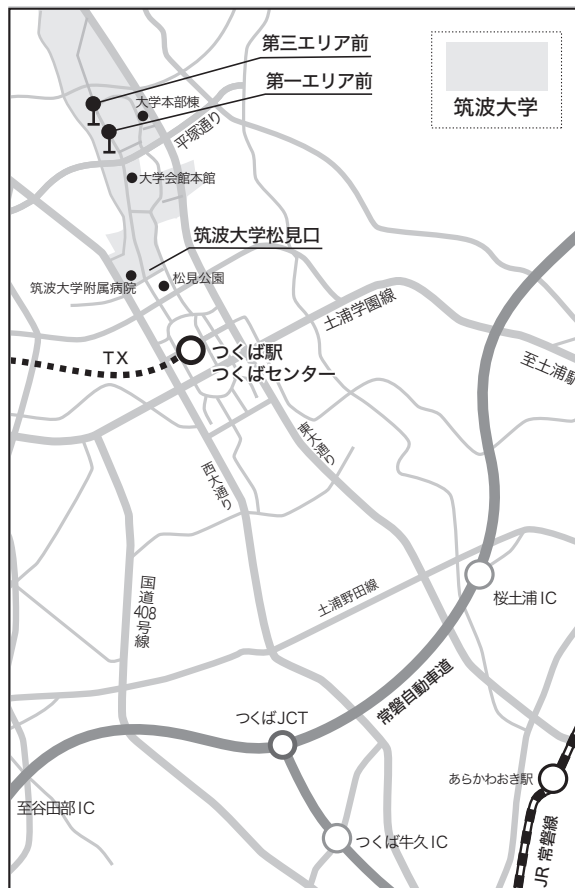 第三エリア前
第一エリア前
大学本部棟
平塚通り
筑波大学
大学会館本館
筑波大学松見口
筑波大学附属病院
松見公園
土浦学園線
TX
つくば駅
つくばセンター
至土浦駅
東大通り
西大通り
国道408号線
土浦野田線
桜土浦IC
常磐自動車道
つくばJCT
あらかわおき駅
至谷田部IC
つくば牛久IC
JR 常磐線